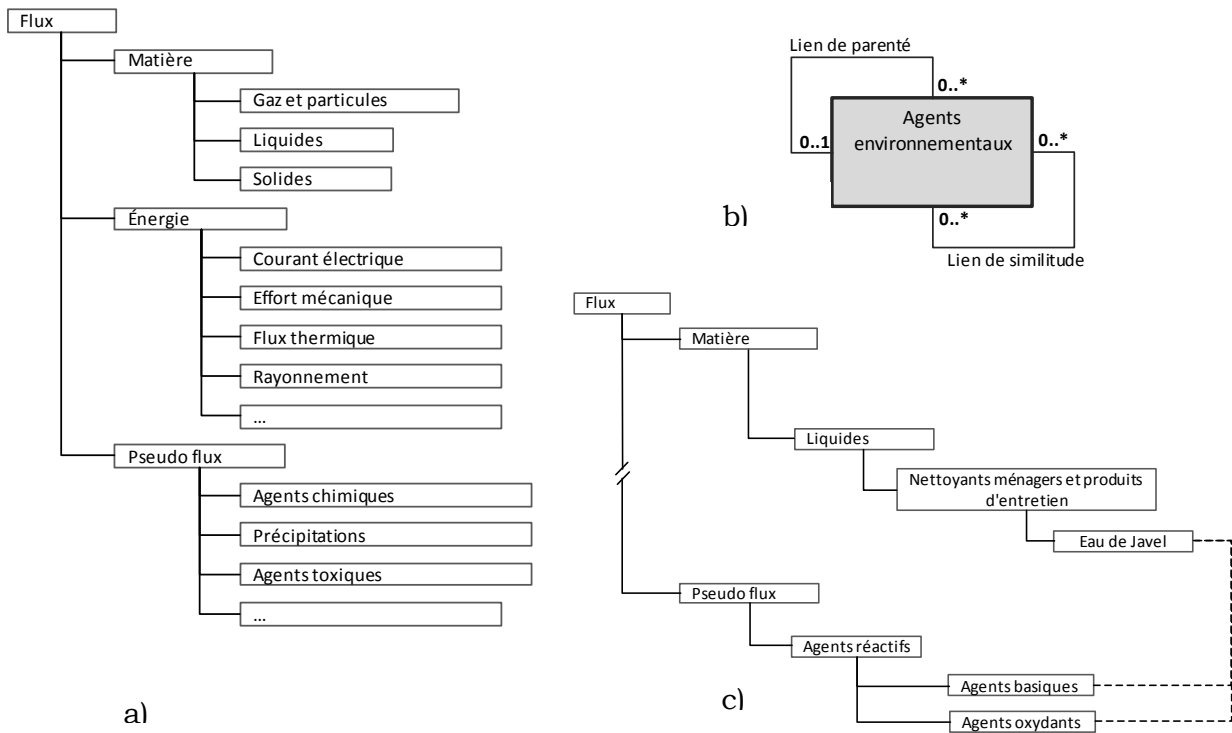 Flux
Matière
Gaz et particules
Liquides
Solides
Énergie
Courant électrique
Effort mécanique
Flux thermique
Rayonnement
...
Pseudo flux
Agents chimiques
Précipitations
Agents toxiques
...
a)
Lien de parenté
0..*
Agents
environnementaux
0..1
0..*
0..*
Lien de similitude
b)
Flux
Matière
Liquides
Nettoyants ménagers et produits
d'entretien
Eau de Javel
Pseudo flux
Agents réactifs
Agents basiques
Agents oxydants
c)